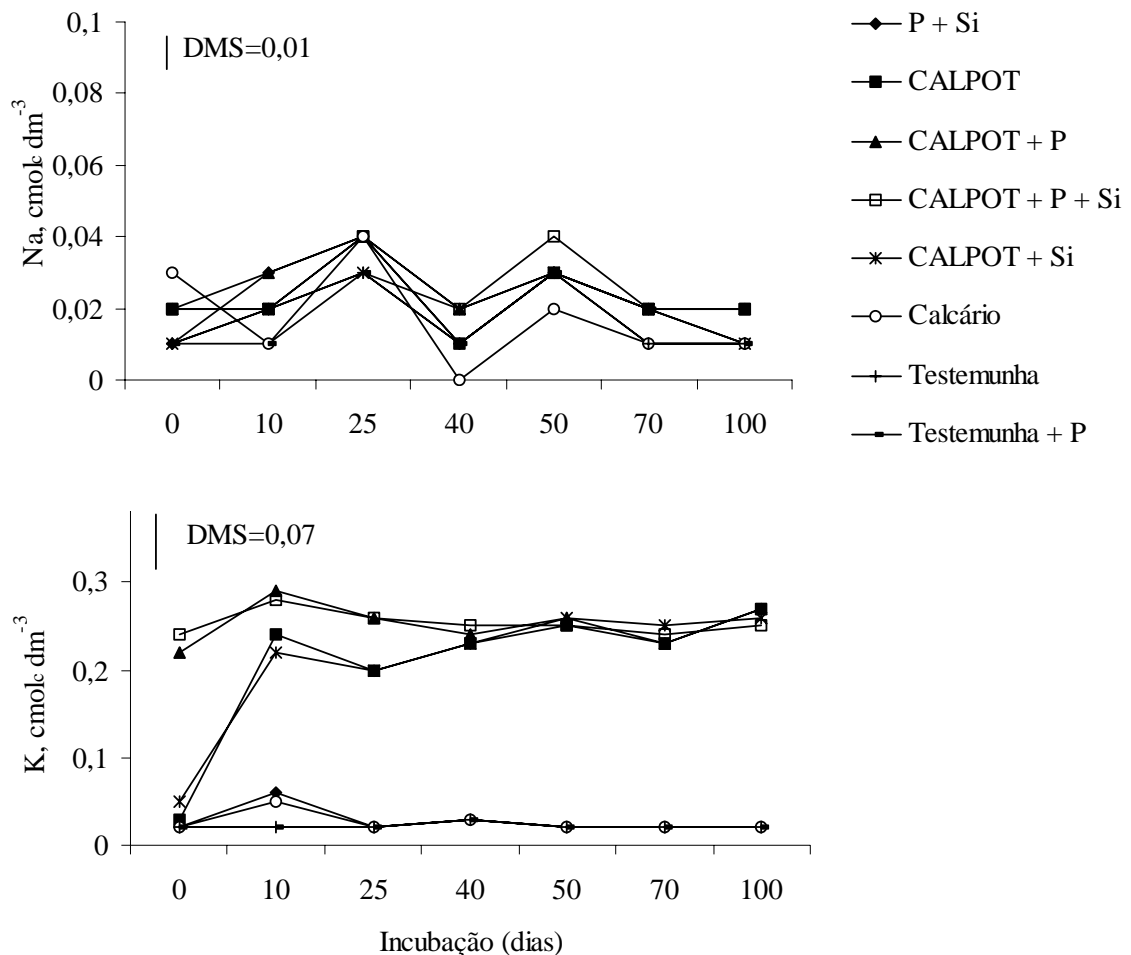 0,1
DMS=0,01
0,08
0,06
0,04
0,02
0
Na, cmolc dm-3
0 10 25 40 50 70 100
P + Si
CALPOT
CALPOT + P
CALPOT + P + Si
CALPOT + Si
Calcário
Testemunha
Testemunha + P
DMS=0,07
0,3
0,2
0,1
0
K, cmolc dm-3
0 10 25 40 50 70 100
Incubação (dias)